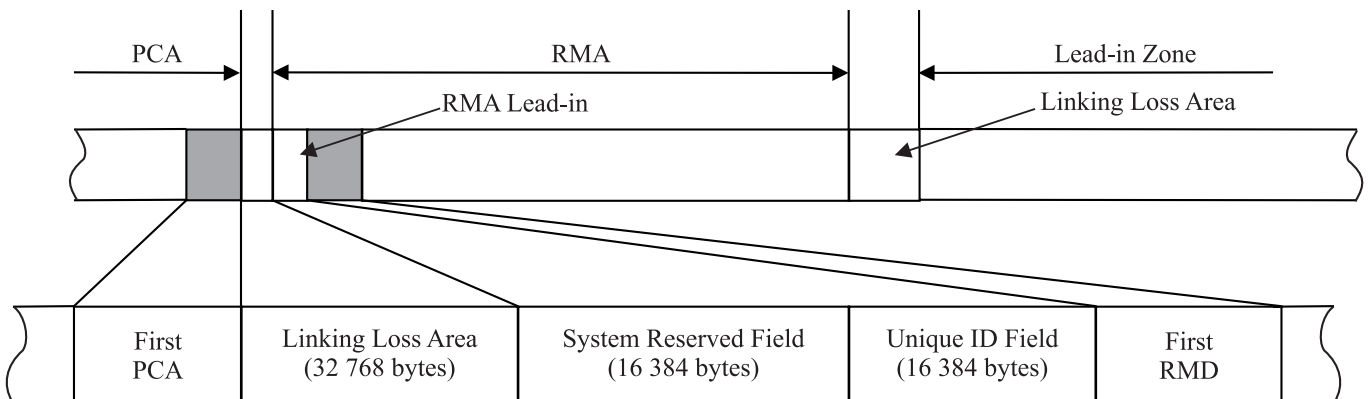 PCA
RMA
Lead-in Zone
RMA Lead-in
Linking Loss Area
First
PCA
Linking Loss Area
(32 768 bytes)
System Reserved Field
(16 384 bytes)
Unique ID Field
(16 384 bytes)
First
RMD